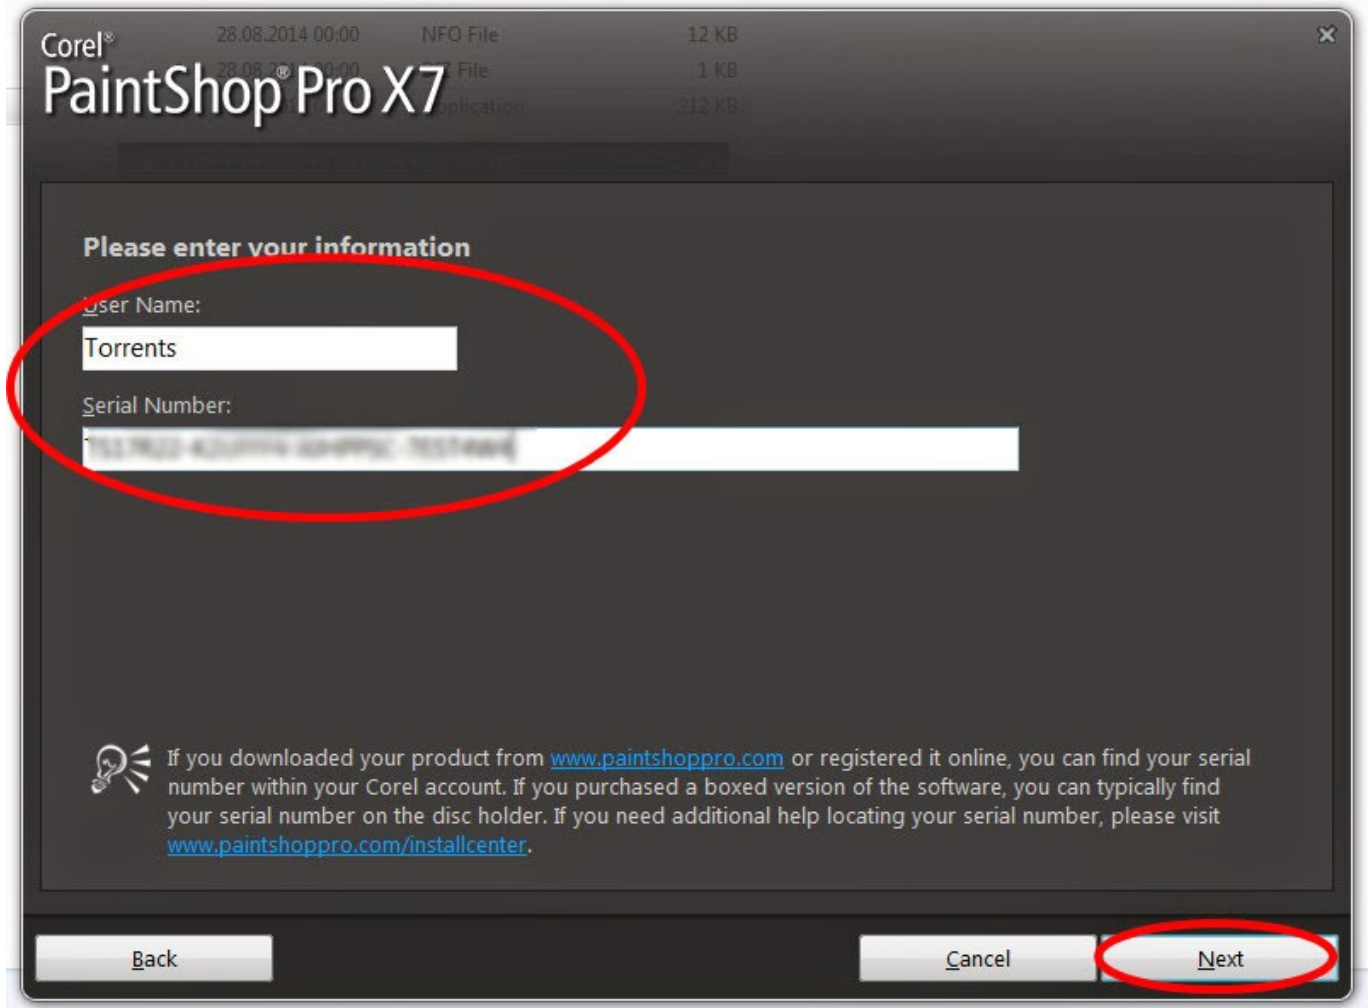 28.08.2014 00:00 NFO File 12 KB
Corel®
File 1 KB
PaintShop® Pro X7
212 KB
Please enter your information
User Name:
Torrents
Serial Number:
If you downloaded your product from www.paintshoppro.com or registered it online, you can find your serial
number within your Corel account. If you purchased a boxed version of the software, you can typically find
your serial number on the disc holder. If you need additional help locating your serial number, please visit
www.paintshoppro.com/installcenter.
Back Cancel Next